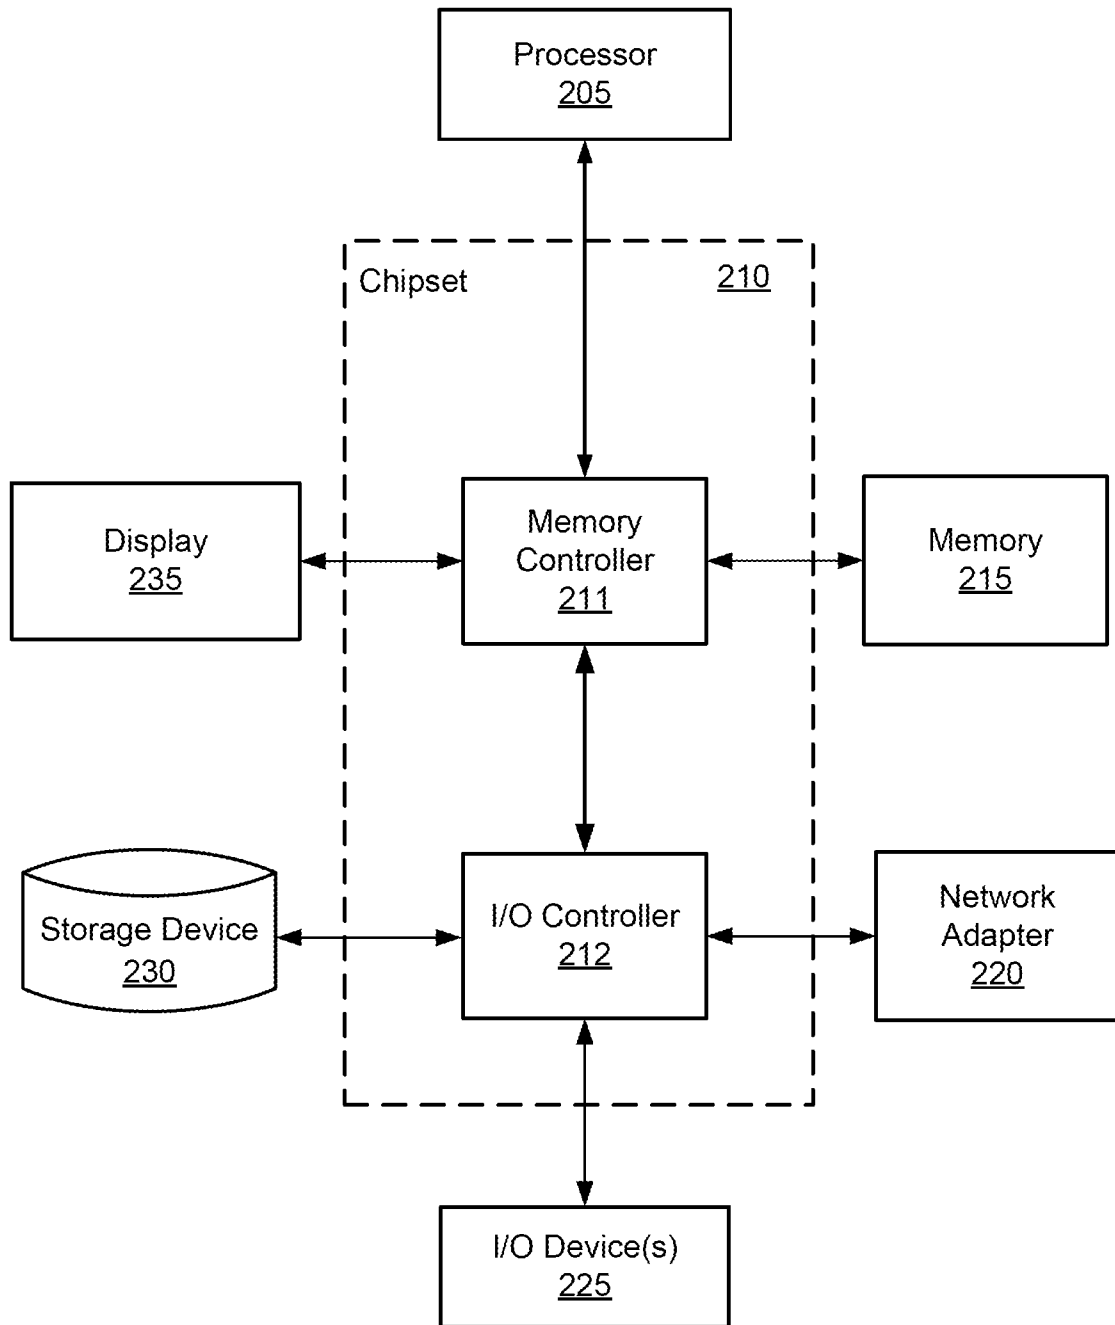 Processor
205
Chipset
210
Display
235
Memory
Controller
211
Memory
215
Storage Device
230
I/O Controller
212
Network
Adapter
220
I/O Device(s)
225